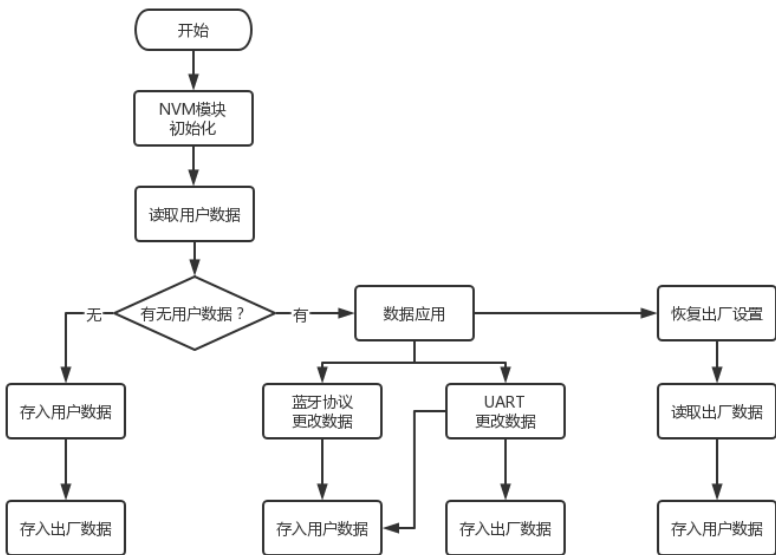 开始
NVM模块
初始化
读取用户数据
有无用户数据？
无
有
数据应用
恢复出厂设置
存入用户数据
蓝牙协议
更改数据
UART
更改数据
读取出厂数据
存入出厂数据
存入用户数据
存入出厂数据
存入用户数据